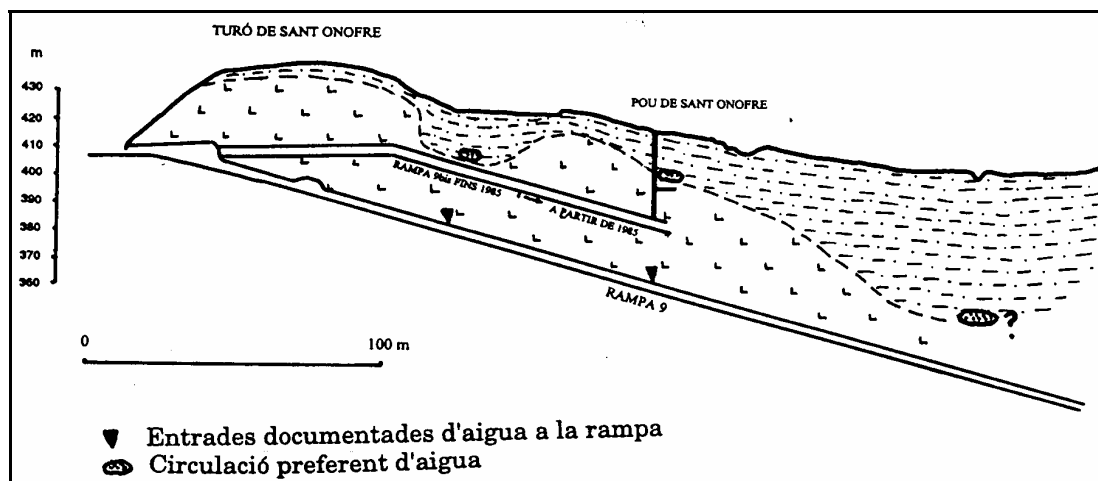 TURÓ DE SANT ONOFRE
m
430
420
410
400
390
380
370
360
POU DE SANT ONOFRE
RAMPA 9bis FINS 1985
A PARTIR DE 1985
RAMPA 9
?
0
100 m
Entrades documentades d'aigua a la rampa
Circulació preferent d'aigua